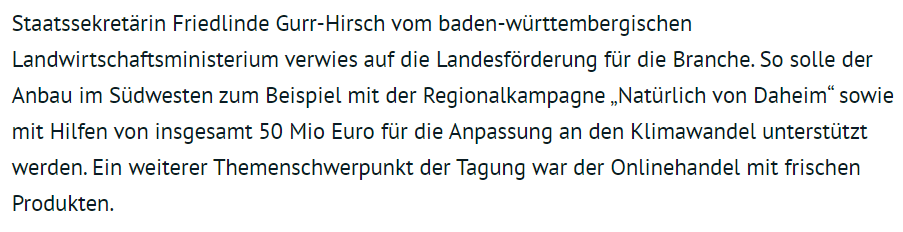 Staatssekretärin Friedlinde Gurr-Hirsch vom baden-württembergischen
Landwirtschaftsministerium verwies auf die Landesförderung für die Branche. So solle der
Anbau im Südwesten zum Beispiel mit der Regionalkampagne „Natürlich von Daheim“ sowie
mit Hilfen von insgesamt 50 Mio Euro für die Anpassung an den Klimawandel unterstützt
werden. Ein weiterer Themenschwerpunkt der Tagung war der Onlinehandel mit frischen
Produkten.